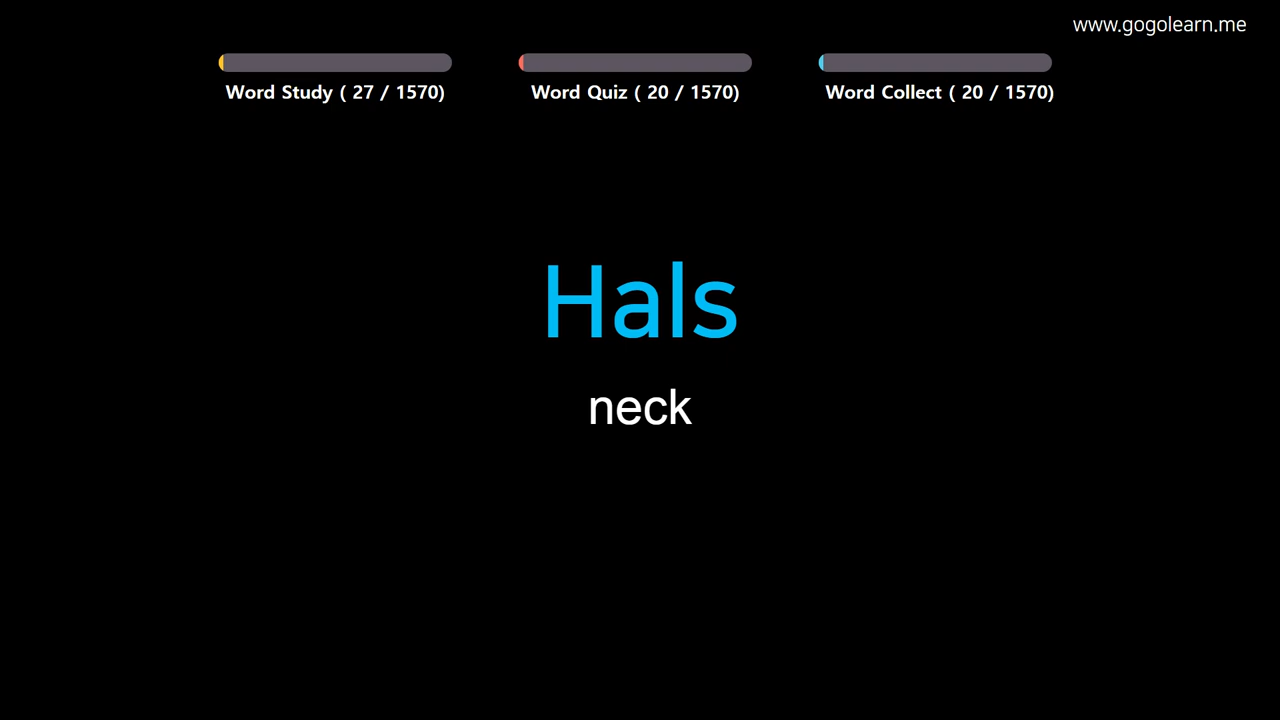 www.gogolearn.me
Word Study ( 27 / 1570)
Word Quiz ( 20 / 1570)
Word Collect ( 20 / 1570)
Hals
neck